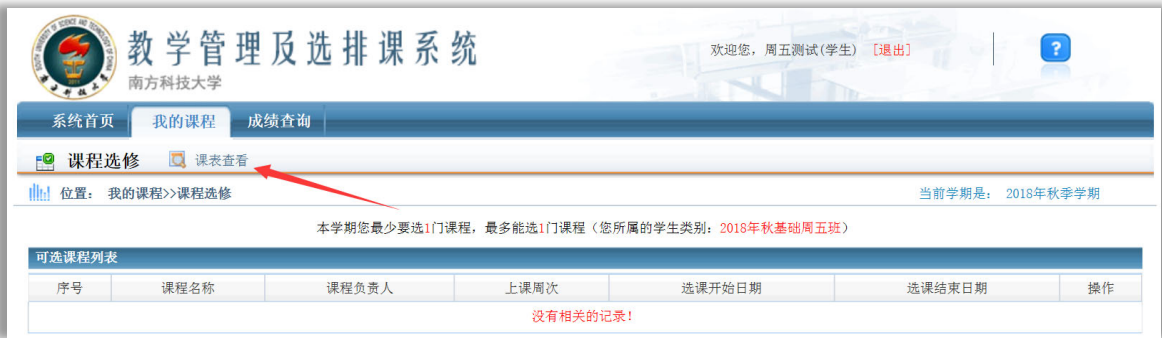 教学管理及选排课系统
南方科技大学
欢迎您，周五测试(学生) [退出]
?
系统首页 我的课程 成绩查询
课程选修 课表查看
位置： 我的课程>>课程选修 当前学期是： 2018年秋季学期
本学期您最少要选1门课程，最多能选1门课程（您所属的学生类别：2018年秋基础周五班）
可选课程列表
序号 课程名称 课程负责人 上课周次 选课开始日期 选课结束日期 操作
没有相关的记录!